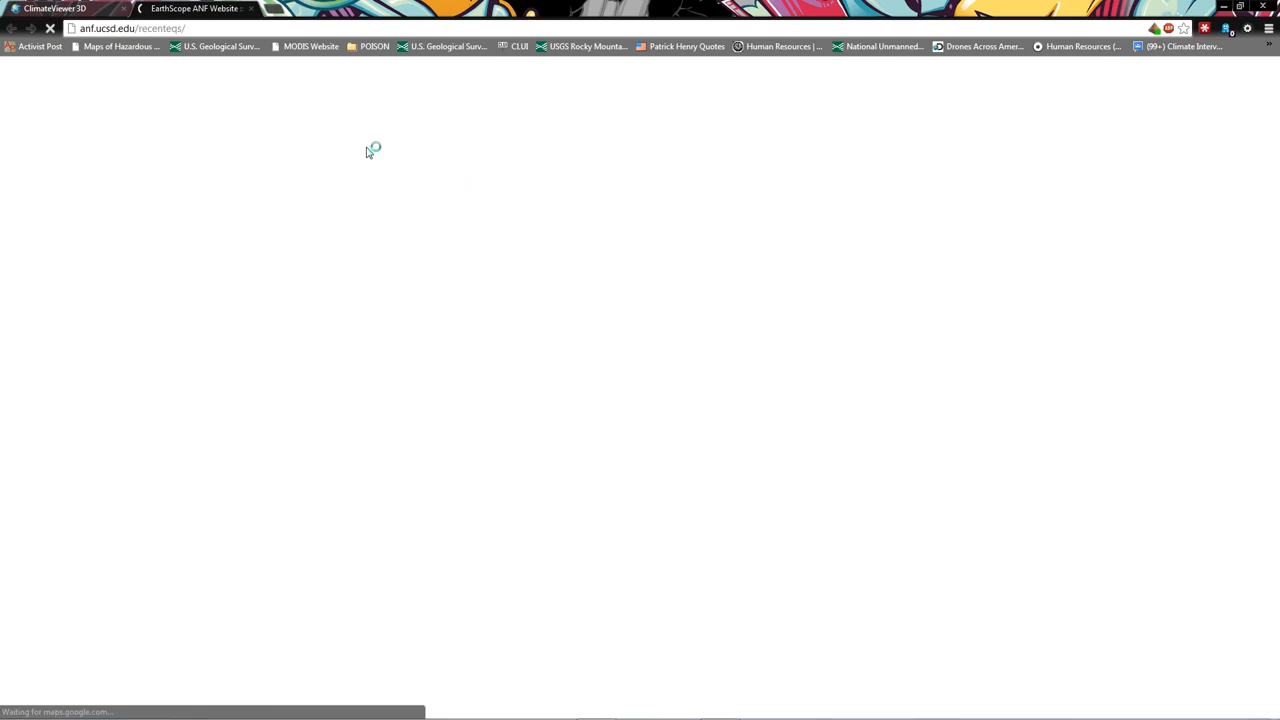 ClimateViewer 3D
EarthScope ANF Website ::
anf.ucsd.edu/recenteqs/
Activist Post
Maps of Hazardous ...
U.S. Geological Surv...
MODIS Website
POISON
U.S. Geological Surv...
CLUI
USGS Rocky Mounta...
Patrick Henry Quotes
Human Resources | ...
National Unmanned...
Drones Across Amer...
Human Resources (...
(99+) Climate Interv...
»
Waiting for maps.google.com...